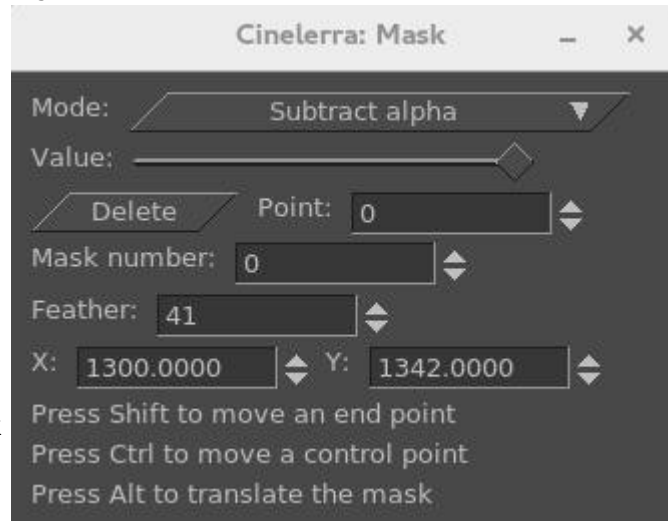 Cinelerra: Mask
Mode: Subtract alpha
Value:
Delete Point: 0
Mask number: 0
Feather: 41
X: 1300.0000 Y: 1342.0000
Press Shift to move an end point
Press Ctrl to move a control point
Press Alt to translate the mask